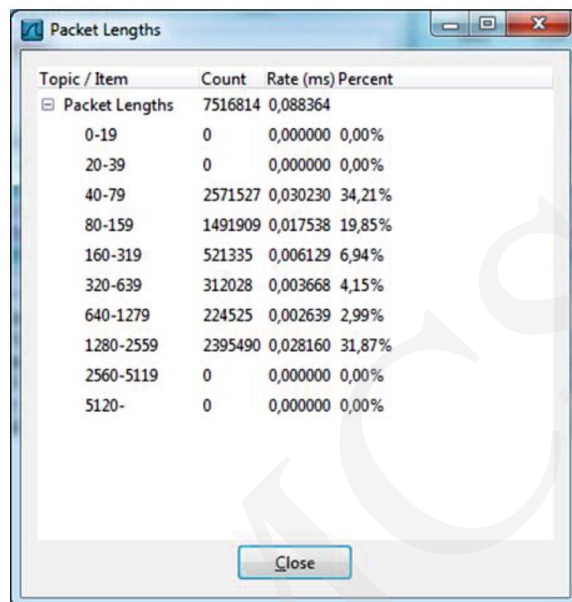 Packet Lengths
Topic / Item Count Rate (ms) Percent
Packet Lengths 7516814 0,088364
0-19 0 0,000000 0,00%
20-39 0 0,000000 0,00%
40-79 2571527 0,030230 34,21%
80-159 1491909 0,017538 19,85%
160-319 521335 0,006129 6,94%
320-639 312028 0,003668 4,15%
640-1279 224525 0,002639 2,99%
1280-2559 2395490 0,028160 31,87%
2560-5119 0 0,000000 0,00%
5120- 0 0,000000 0,00%
Close